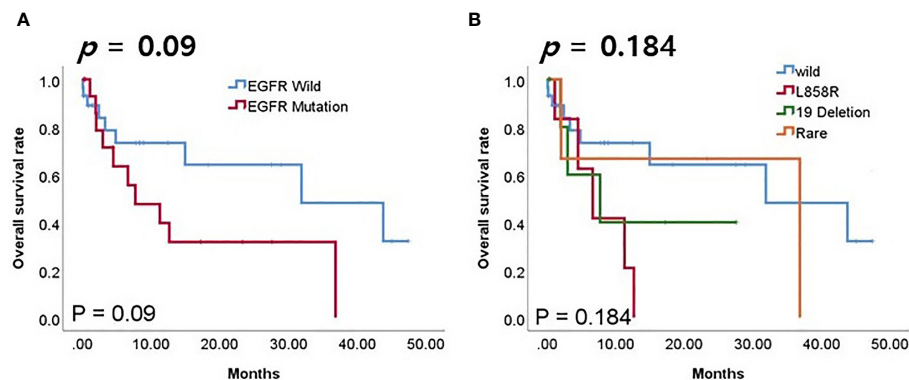 A
p = 0.09
EGFR Wild
EGFR Mutation
Overall survival rate
1.0
0.8
0.6
0.4
0.2
0.0
P = 0.09
.00 10.00 20.00 30.00 40.00 50.00
Months
B
p = 0.184
wild
L858R
19 Deletion
Rare
Overall survival rate
1.0
0.8
0.6
0.4
0.2
0.0
P = 0.184
.00 10.00 20.00 30.00 40.00 50.00
Months